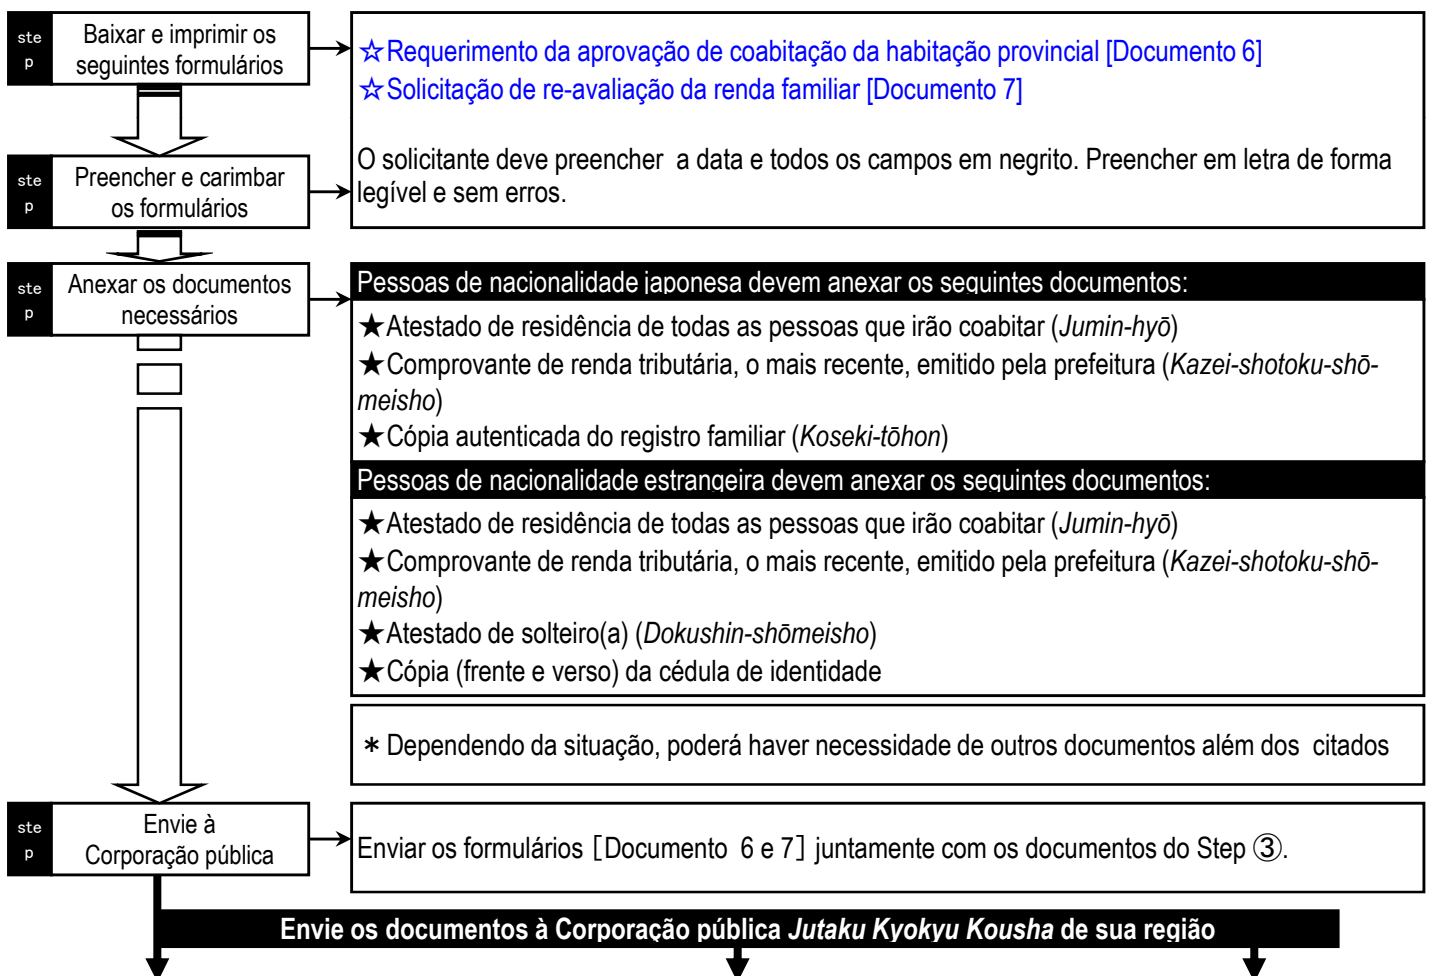 ste
p
Baixar e imprimir os
seguintes formulários
☆Requerimento da aprovação de coabitação da habitação provincial [Documento 6]
☆Solicitação de re-avaliação da renda familiar [Documento 7]
ste
p
Preencher e carimbar
os formulários
O solicitante deve preencher a data e todos os campos em negrito. Preencher em letra de forma
legível e sem erros.
ste
p
Anexar os documentos
necessários
Pessoas de nacionalidade japonesa devem anexar os seguintes documentos:
★Atestado de residência de todas as pessoas que irão coabitar (Jumin-hyō)
★Comprovante de renda tributária, o mais recente, emitido pela prefeitura (Kazei-shotoku-shō-
meisho)
★Cópia autenticada do registro familiar (Koseki-tōhon)
Pessoas de nacionalidade estrangeira devem anexar os seguintes documentos:
★Atestado de residência de todas as pessoas que irão coabitar (Jumin-hyō)
★Comprovante de renda tributária, o mais recente, emitido pela prefeitura (Kazei-shotoku-shō-
meisho)
★Atestado de solteiro(a) (Dokushin-shōmeisho)
★Cópia (frente e verso) da cédula de identidade
* Dependendo da situação, poderá haver necessidade de outros documentos além dos citados
ste
p
Envie à
Corporação pública
Enviar os formulários [Documento 6 e 7] juntamente com os documentos do Step ③.
Envie os documentos à Corporação pública Jutaku Kyokyu Kousha de sua região